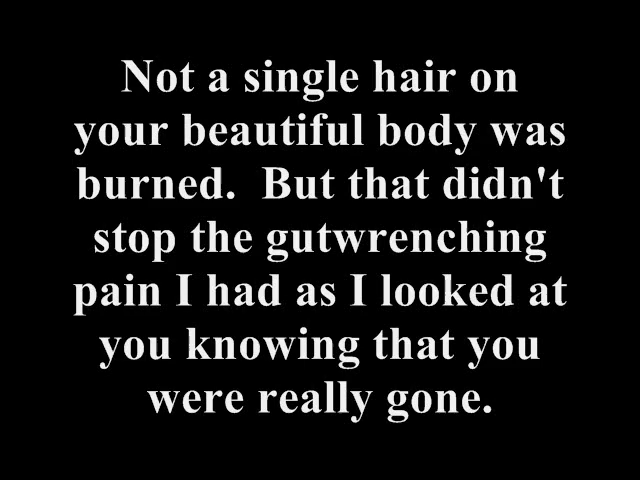 Not a single hair on
your beautiful body was
burned.  But that didn't
stop the gutwrenching
pain I had as I looked at
you knowing that you
were really gone.